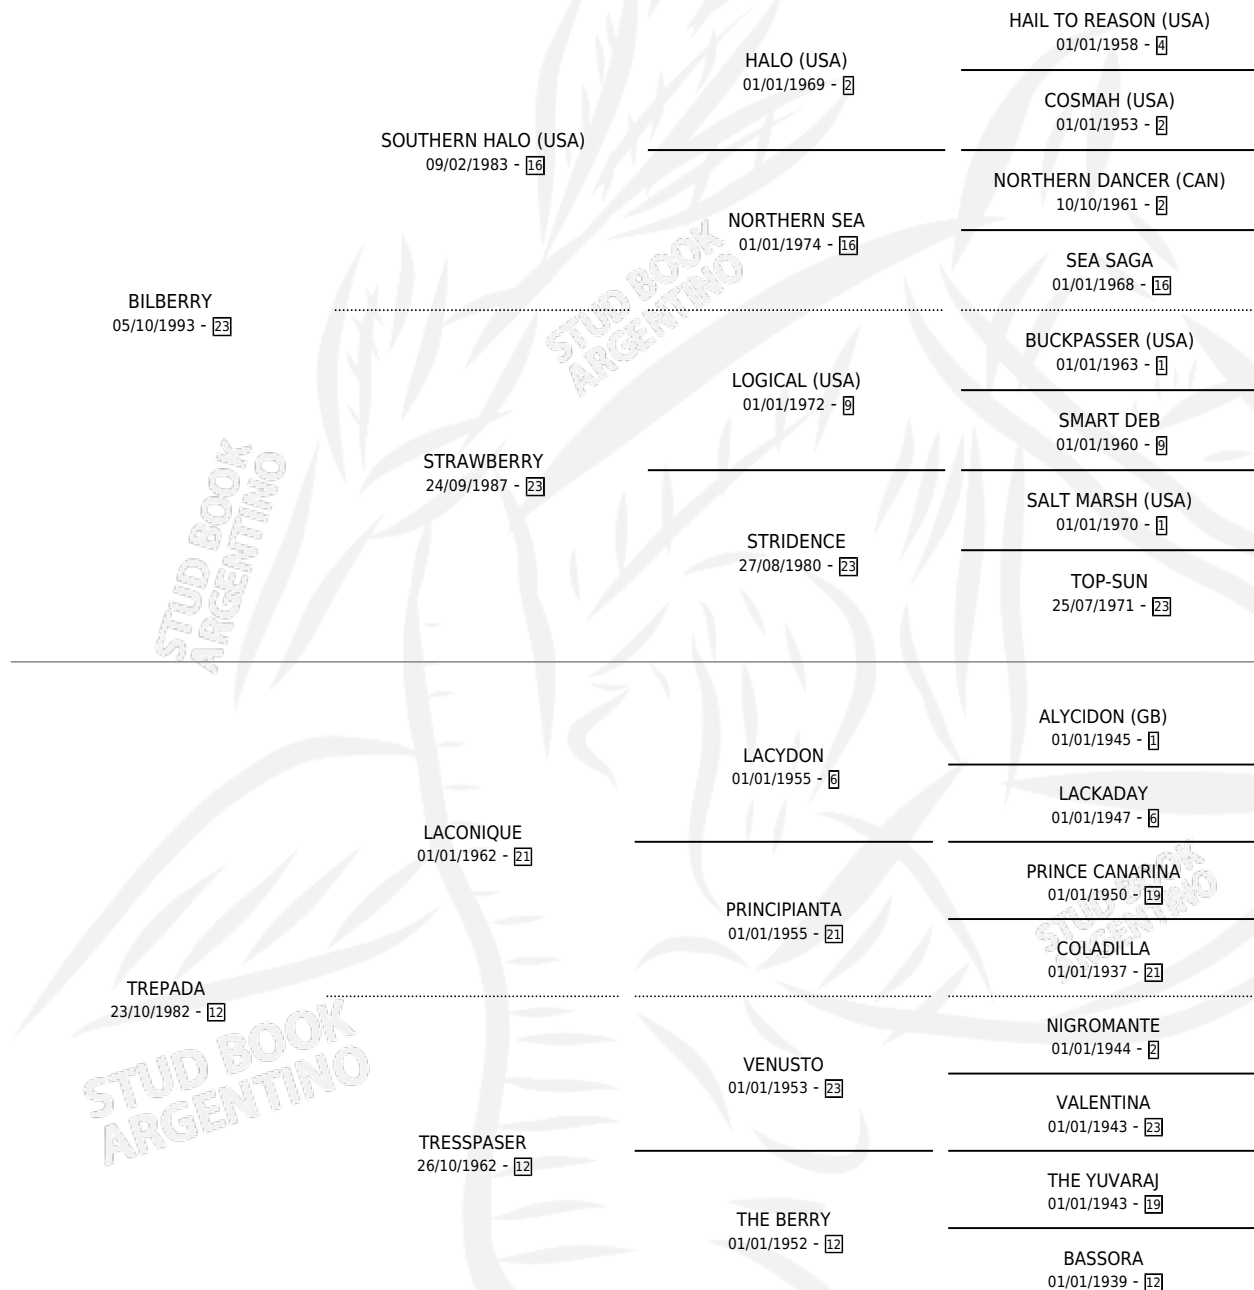 HAIL TO REASON (USA)
01/01/1958 - 4
HALO (USA)
01/01/1969 - 2
COSMAH (USA)
01/01/1953 - 2
SOUTHERN HALO (USA)
09/02/1983 - 16
NORTHERN DANCER (CAN)
10/10/1961 - 2
NORTHERN SEA
01/01/1974 - 16
SEA SAGA
01/01/1968 - 16
BILBERRY
05/10/1993 - 23
STUD BOOK
ARGENTINO
BUCKPASSER (USA)
01/01/1963 - 1
LOGICAL (USA)
01/01/1972 - 9
SMART DEB
01/01/1960 - 9
STRAWBERRY
24/09/1987 - 23
SALT MARSH (USA)
01/01/1970 - 1
STRIDENCE
27/08/1980 - 23
TOP-SUN
25/07/1971 - 23
STUD BOOK
ARGENTINO
ALYCIDON (GB)
01/01/1945 - 1
LACYDON
01/01/1955 - 6
LACKADAY
01/01/1947 - 6
LACONIQUE
01/01/1962 - 21
PRINCE CANARINA
01/01/1950 - 19
PRINCIPIANTA
01/01/1955 - 21
STUD BOOK
ARGENTINO
COLADILLA
01/01/1937 - 21
TREPADA
23/10/1982 - 12
STUD BOOK
ARGENTINO
NIGROMANTE
01/01/1944 - 2
VENUSTO
01/01/1953 - 23
VALENTINA
01/01/1943 - 23
TRESSPASER
26/10/1962 - 12
THE YUVARAJ
01/01/1943 - 19
THE BERRY
01/01/1952 - 12
BASSORA
01/01/1939 - 12